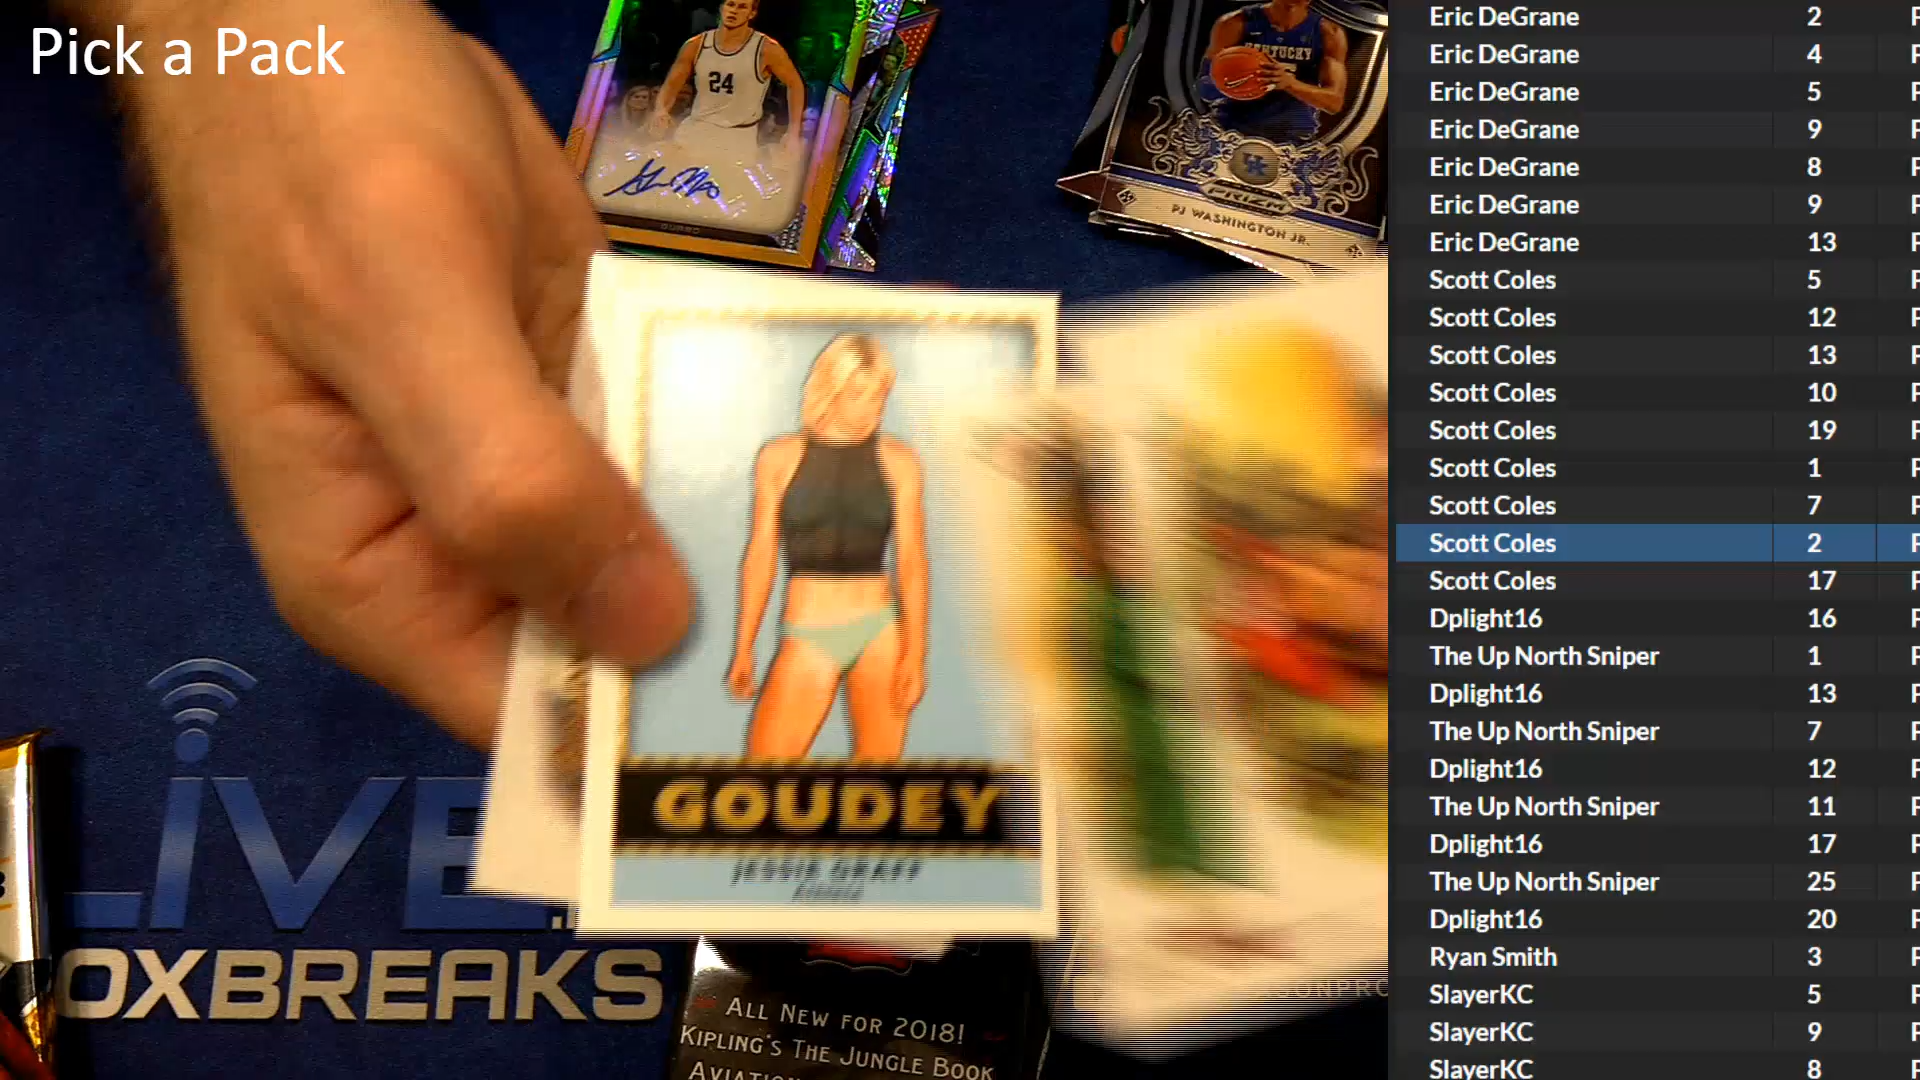 Pick a Pack
24
KENTUCKY
UK
PRIZM
PJ WASHINGTON JR.
GOUDEY
JESSIE GRAFF
LIVE
OXBREAKS
ALL NEW FOR 2018!
KIPLING'S THE JUNGLE BOOK
Eric DeGrane 2 P
Eric DeGrane 4 P
Eric DeGrane 5 P
Eric DeGrane 9 P
Eric DeGrane 8 P
Eric DeGrane 9 P
Eric DeGrane 13 P
Scott Coles 5 P
Scott Coles 12 P
Scott Coles 13 P
Scott Coles 10 P
Scott Coles 19 P
Scott Coles 1 P
Scott Coles 7 P
Scott Coles 2 P
Scott Coles 17 P
Dplight16 16 P
The Up North Sniper 1 P
Dplight16 13 P
The Up North Sniper 7 P
Dplight16 12 P
The Up North Sniper 11 P
Dplight16 17 P
The Up North Sniper 25 P
Dplight16 20 P
Ryan Smith 3 P
SlayerKC 5 P
SlayerKC 9 P
SlayerKC 8 P